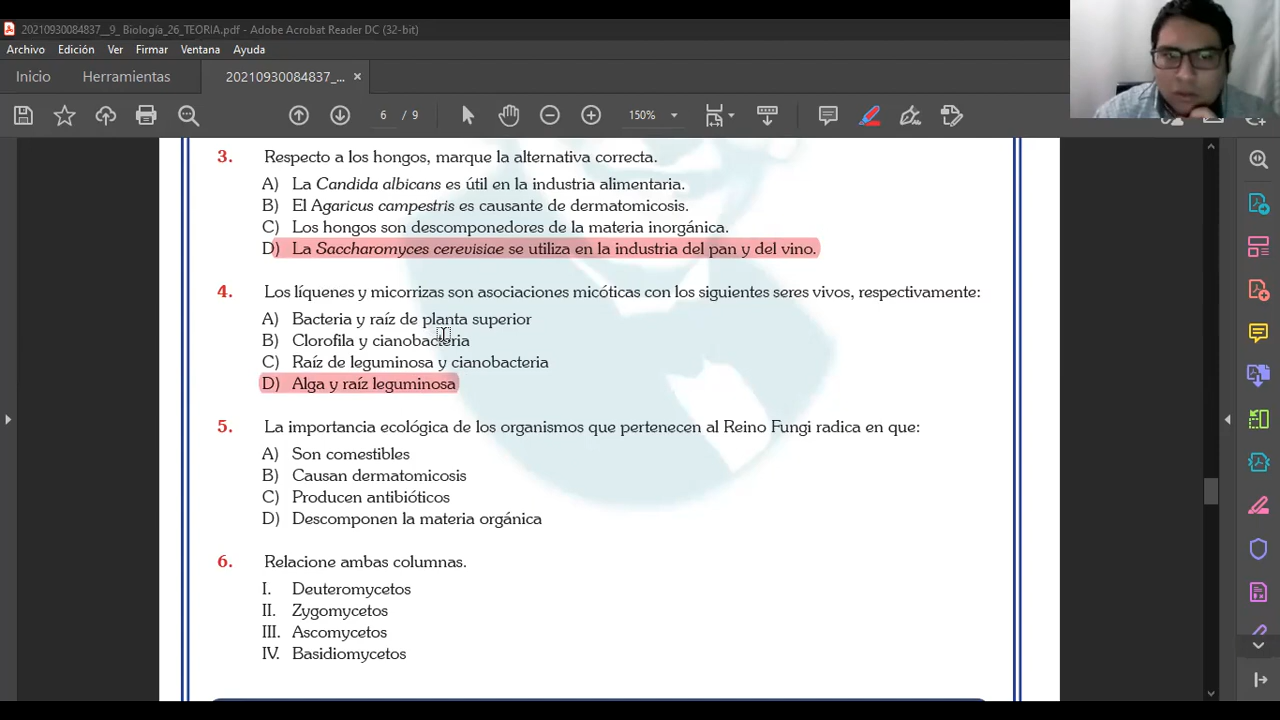 20210930084837__9_ Biología_26_TEORIA.pdf - Adobe Acrobat Reader DC (32-bit)
Archivo Edición Ver Firmar Ventana Ayuda
Inicio Herramientas 20210930084837_... ×
6 / 9 150%
3. Respecto a los hongos, marque la alternativa correcta.
A) La Candida albicans es útil en la industria alimentaria.
B) El Agaricus campestris es causante de dermatomicosis.
C) Los hongos son descomponedores de la materia inorgánica.
D) La Saccharomyces cerevisiae se utiliza en la industria del pan y del vino.
4. Los líquenes y micorrizas son asociaciones micóticas con los siguientes seres vivos, respectivamente:
A) Bacteria y raíz de planta superior
B) Clorofila y cianobacteria
C) Raíz de leguminosa y cianobacteria
D) Alga y raíz leguminosa
5. La importancia ecológica de los organismos que pertenecen al Reino Fungi radica en que:
A) Son comestibles
B) Causan dermatomicosis
C) Producen antibióticos
D) Descomponen la materia orgánica
6. Relacione ambas columnas.
I. Deuteromycetos
II. Zygomycetos
III. Ascomycetos
IV. Basidiomycetos